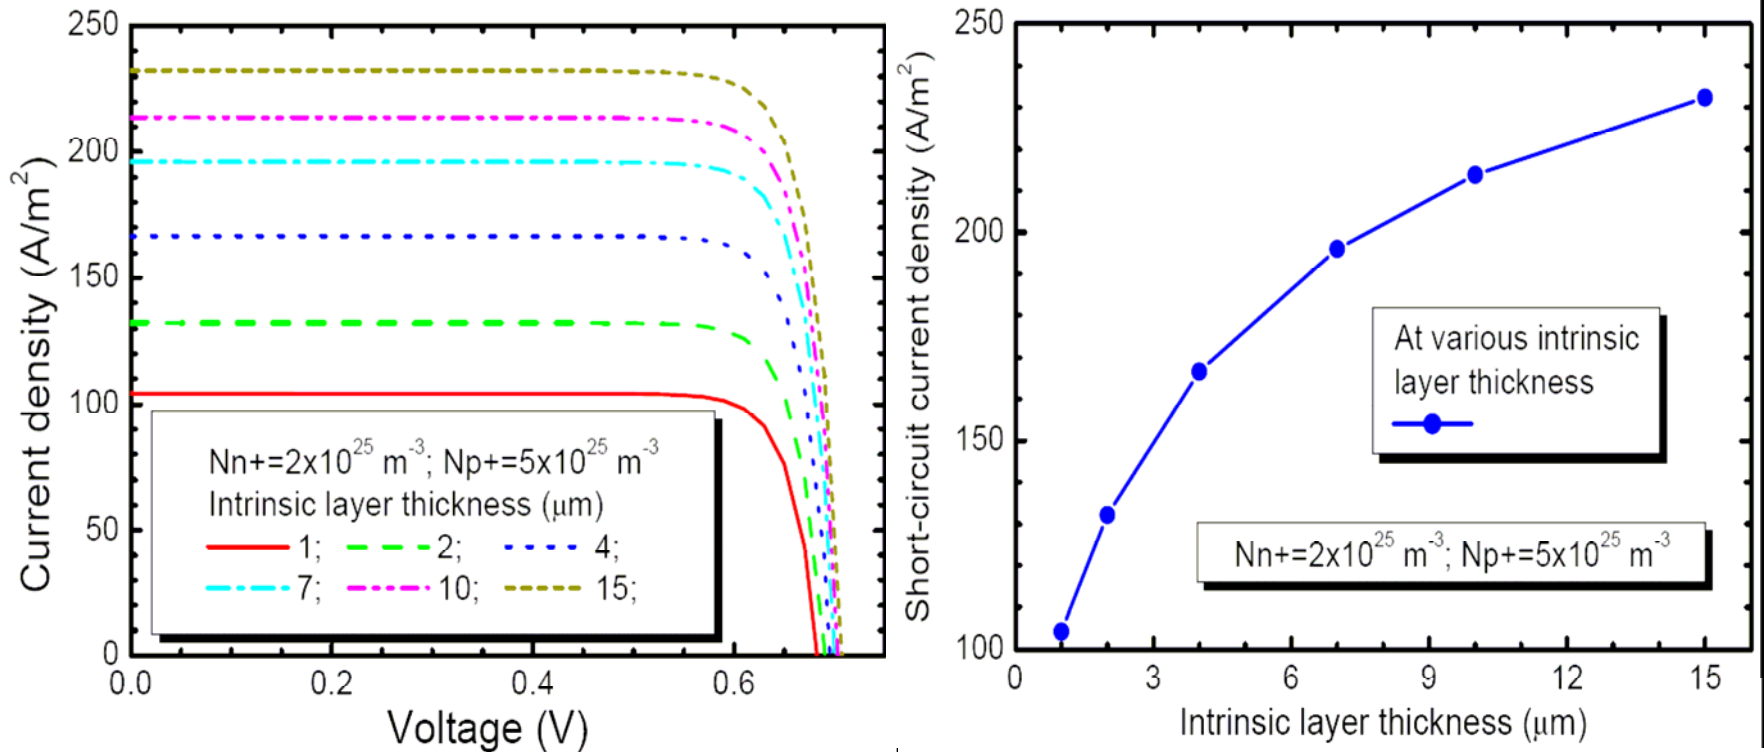 250
200
150
100
50
0
Current density (A/m²)
0.0 0.2 0.4 0.6
Voltage (V)
Nn+=2x10²⁵ m⁻³; Np+=5x10²⁵ m⁻³
Intrinsic layer thickness (μm)
1; 2; 4;
7; 10; 15;
250
200
150
100
Short-circuit current density (A/m²)
0 3 6 9 12 15
Intrinsic layer thickness (μm)
At various intrinsic
layer thickness
Nn+=2x10²⁵ m⁻³; Np+=5x10²⁵ m⁻³